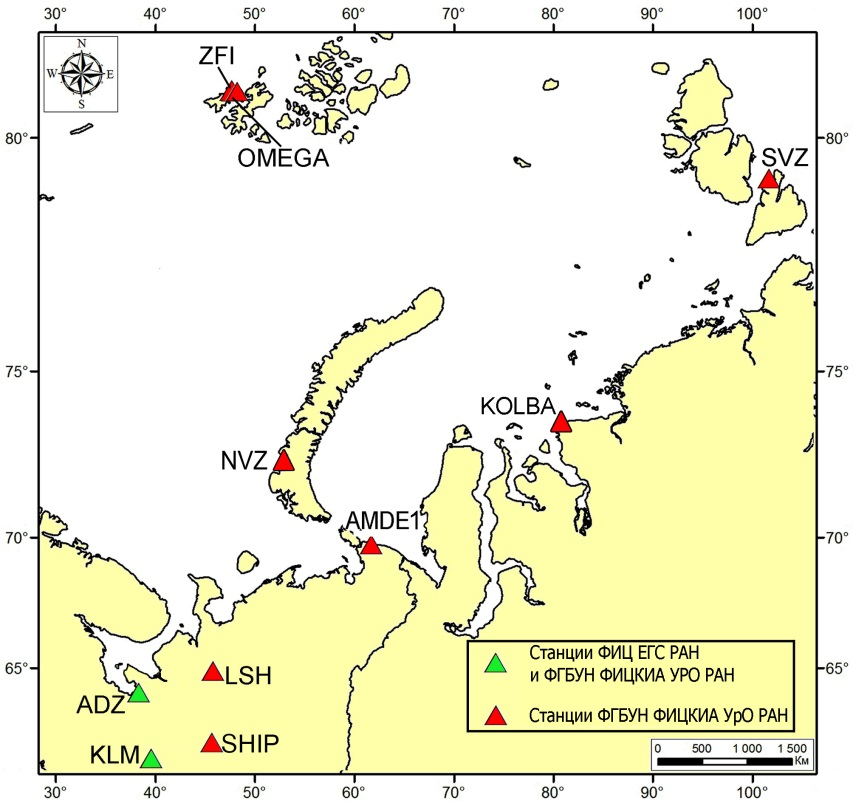 30° 40° 50° 60° 70° 80° 90° 100°
N
W E
S
ZFI
OMEGA
80° 80°
SVZ
75° 75°
KOLBA
NVZ
AMDE1
70° 70°
Станции ФИЦ ЕГС РАН
и ФГБУН ФИЦКИА УРО РАН
65° 65°
LSH
ADZ
Станции ФГБУН ФИЦКИА УрО РАН
SHIP
KLM
0 500 1 000 1 500
Км
30° 40° 50° 60° 70° 80° 90° 100°